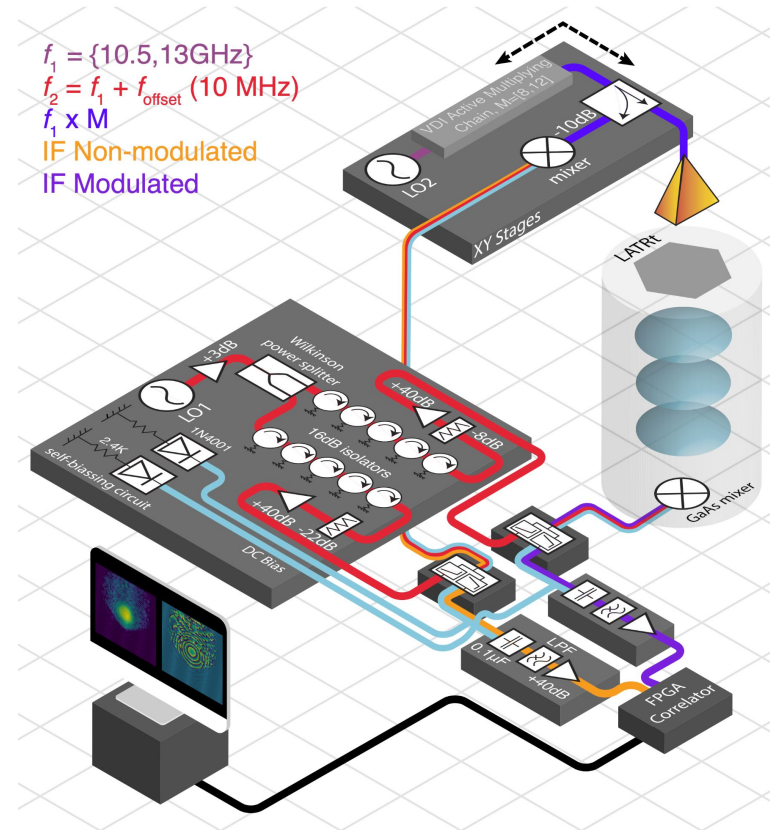 f1 = {10.5,13GHz}
f2 = f1 + foffset (10 MHz)
f1 x M
IF Non-modulated
IF Modulated
VDI Active Multiplying
Chain, M=[8,12]
-10dB
LO2
mixer
XY Stages
LATRt
Wilkinson
power splitter
+3dB
LO1
+40dB
-8dB
16dB isolators
1N4001
2.4K
self-biassing circuit
+40dB
-22dB
DC Bias
GaAs mixer
LPF
0.1μF
+40dB
FPGA
Correlator